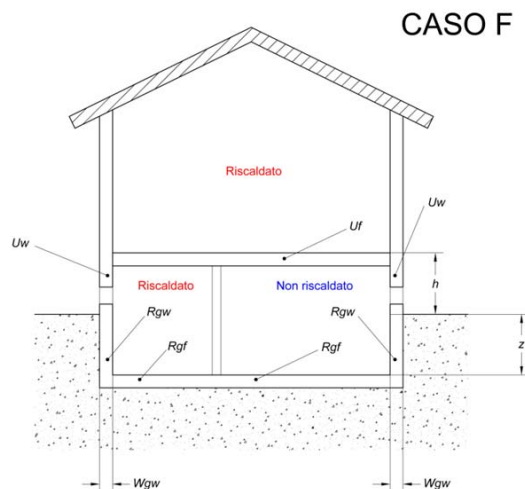 CASO F
Riscaldato
Uw
Uf
Uw
Riscaldato
Non riscaldato
h
Rgw
Rgw
z
Rgf
Rgf
Wgw
Wgw